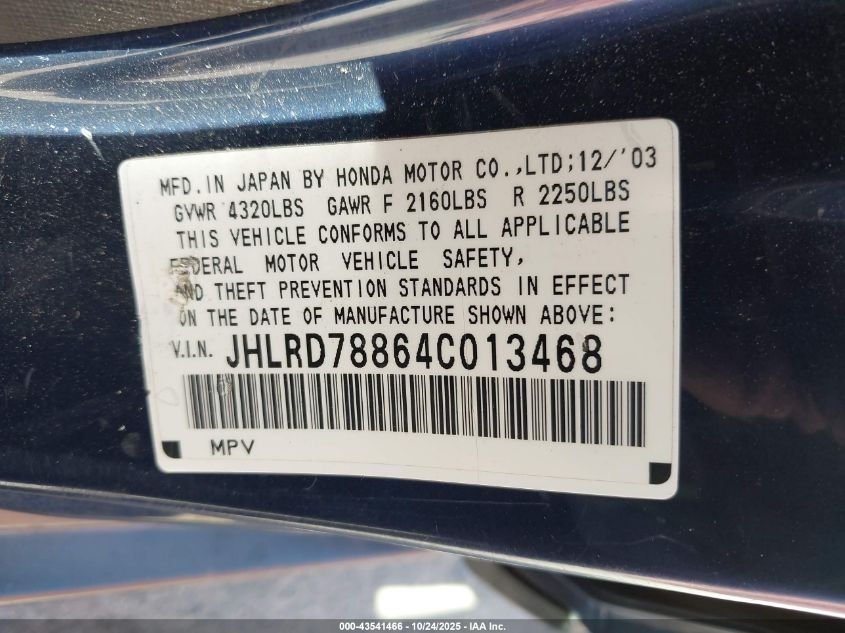 MFD. IN JAPAN BY HONDA MOTOR CO.,LTD;12/'03
GVWR 4320LBS GAWR F 2160LBS R 2250LBS
THIS VEHICLE CONFORMS TO ALL APPLICABLE
FEDERAL MOTOR VEHICLE SAFETY,
AND THEFT PREVENTION STANDARDS IN EFFECT
ON THE DATE OF MANUFACTURE SHOWN ABOVE:
V.I.N. JHLRD78864C013468
MPV
000-43541466 - 10/24/2025 - IAA Inc.